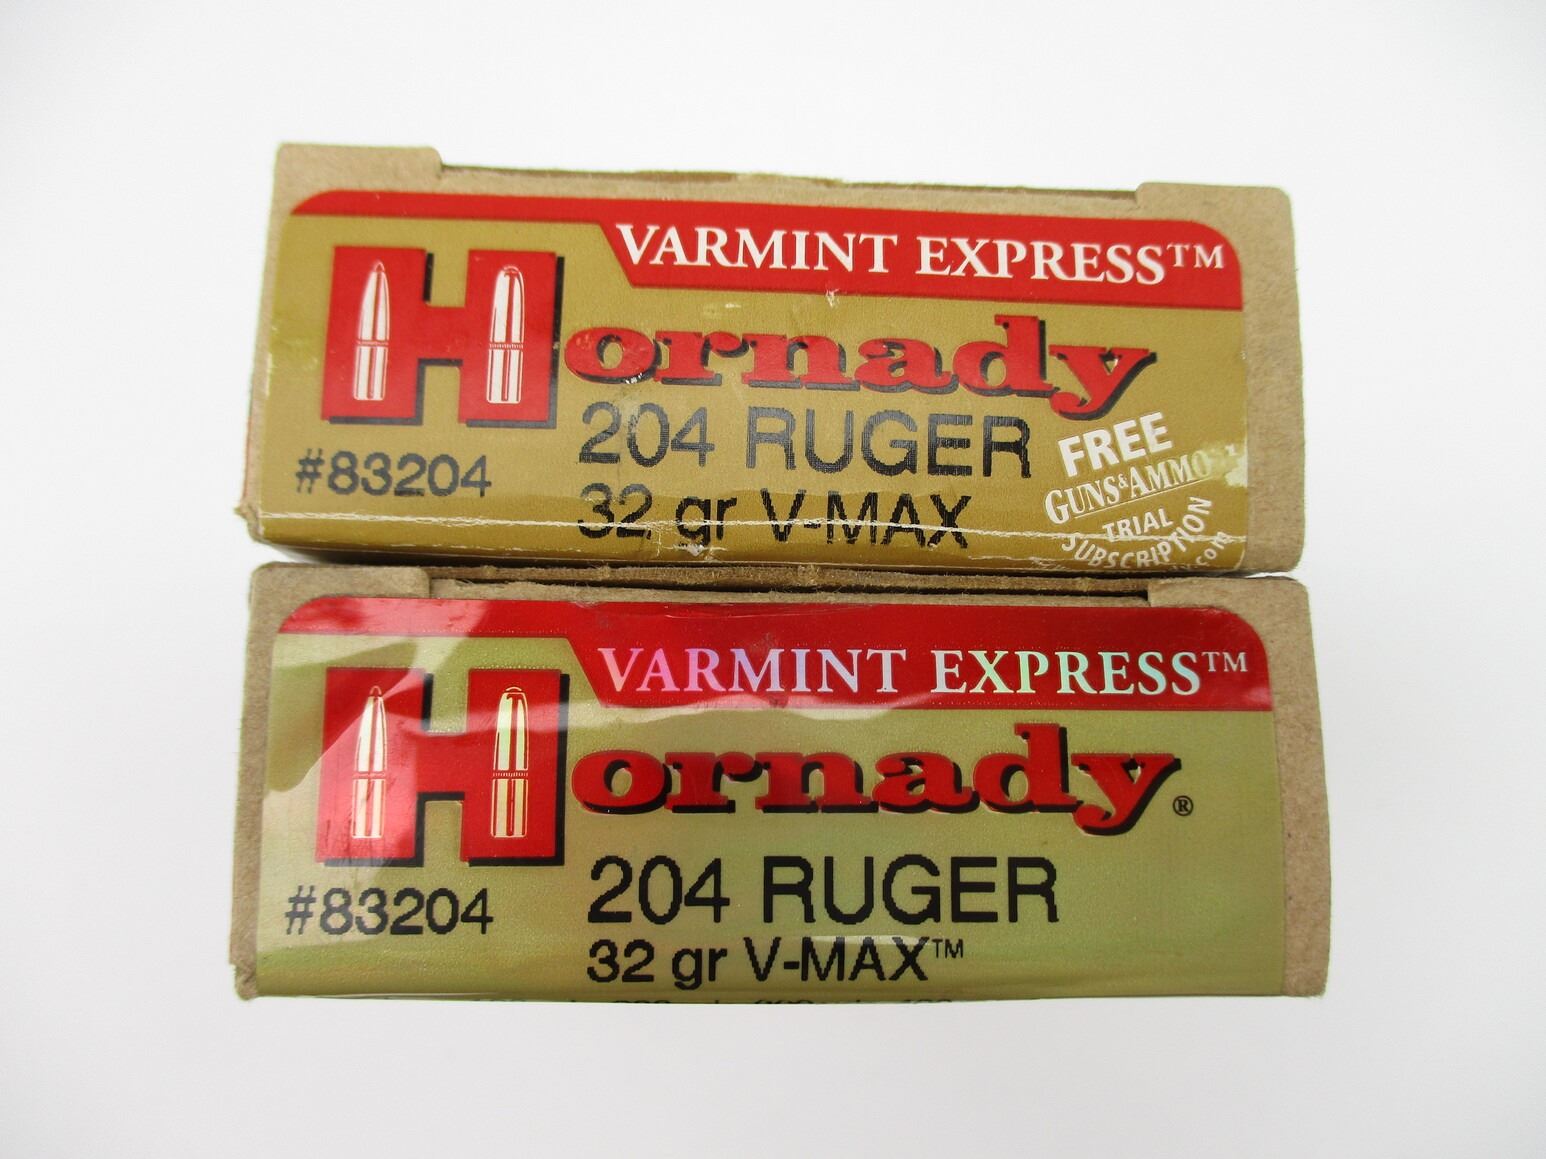 VARMINT EXPRESS™
Hornady
204 RUGER
#83204
32 gr V-MAX
FREE
GUNS&AMMO
TRIAL
SUBSCRIPTION
VARMINT EXPRESS™
Hornady®
204 RUGER
#83204
32 gr V-MAX™